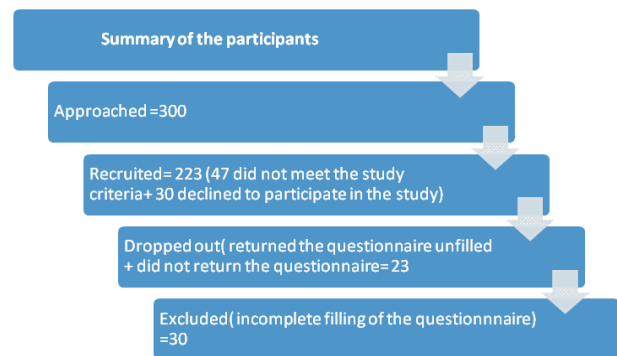 Summary of the participants
Approached =300
Recruited= 223 (47 did not meet the study
criteria+ 30 declined to participate in the study)
Dropped out( returned the questionnaire unfilled
+ did not return the questionnaire= 23
Excluded( incomplete filling of the questionnnaire)
=30